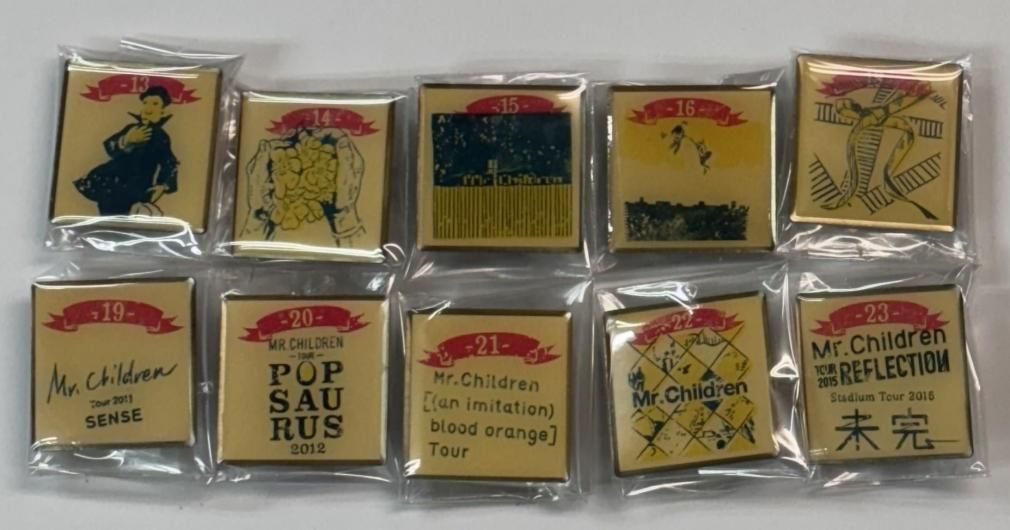 -13-
-14-
-15-
Mr.Children
-16-
-19-
Mr. Children
Tour 2011
SENSE
-20-
MR.CHILDREN
TOUR
POP
SAU
RUS
2012
-21-
Mr.Children
[(an imitation)
blood orange]
Tour
-22-
Mr.Children
-23-
Mr.Children
TOUR 2015 REFLECTION
Stadium Tour 2015
未完